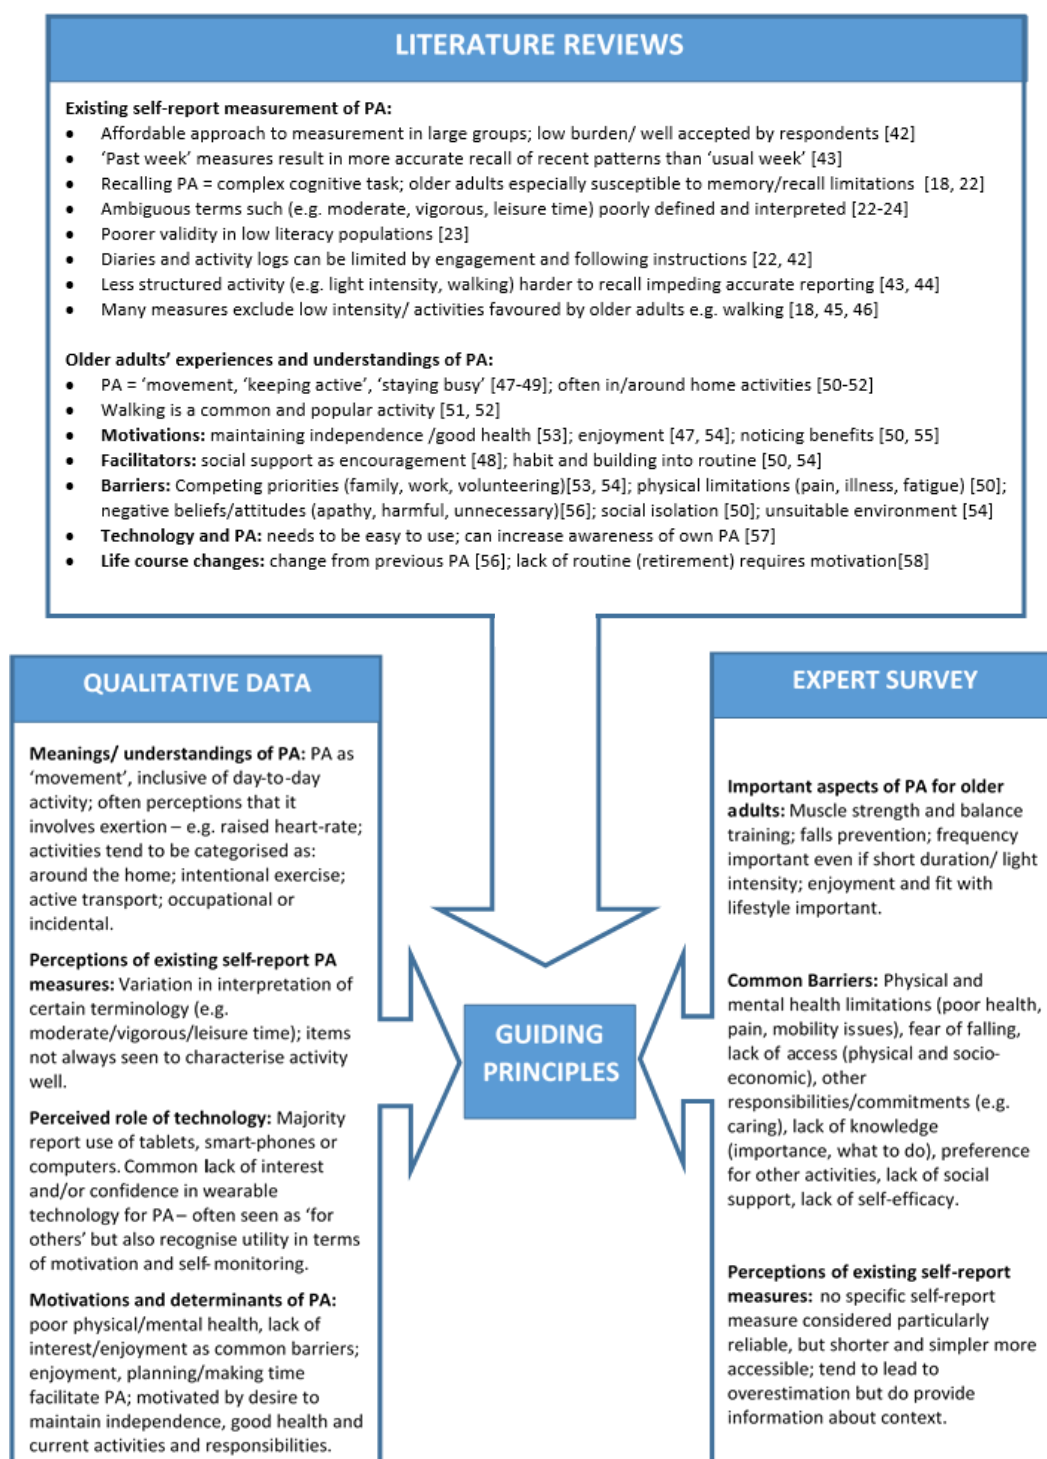 LITERATURE REVIEWS
Existing self-report measurement of PA:
• Affordable approach to measurement in large groups; low burden/ well accepted by respondents [42]
• ‘Past week’ measures result in more accurate recall of recent patterns than ‘usual week’ [43]
• Recalling PA = complex cognitive task; older adults especially susceptible to memory/recall limitations [18, 22]
• Ambiguous terms such (e.g. moderate, vigorous, leisure time) poorly defined and interpreted [22-24]
• Poorer validity in low literacy populations [23]
• Diaries and activity logs can be limited by engagement and following instructions [22, 42]
• Less structured activity (e.g. light intensity, walking) harder to recall impeding accurate reporting [43, 44]
• Many measures exclude low intensity/ activities favoured by older adults e.g. walking [18, 45, 46]
Older adults’ experiences and understandings of PA:
• PA = ‘movement, ‘keeping active’, ‘staying busy’ [47-49]; often in/around home activities [50-52]
• Walking is a common and popular activity [51, 52]
• Motivations: maintaining independence /good health [53]; enjoyment [47, 54]; noticing benefits [50, 55]
• Facilitators: social support as encouragement [48]; habit and building into routine [50, 54]
• Barriers: Competing priorities (family, work, volunteering)[53, 54]; physical limitations (pain, illness, fatigue) [50];
negative beliefs/attitudes (apathy, harmful, unnecessary)[56]; social isolation [50]; unsuitable environment [54]
• Technology and PA: needs to be easy to use; can increase awareness of own PA [57]
• Life course changes: change from previous PA [56]; lack of routine (retirement) requires motivation[58]
QUALITATIVE DATA
Meanings/ understandings of PA: PA as
‘movement’, inclusive of day-to-day
activity; often perceptions that it
involves exertion – e.g. raised heart-rate;
activities tend to be categorised as:
around the home; intentional exercise;
active transport; occupational or
incidental.
Perceptions of existing self-report PA
measures: Variation in interpretation of
certain terminology (e.g.
moderate/vigorous/leisure time); items
not always seen to characterise activity
well.
Perceived role of technology: Majority
report use of tablets, smart-phones or
computers. Common lack of interest
and/or confidence in wearable
technology for PA – often seen as ‘for
others’ but also recognise utility in terms
of motivation and self-monitoring.
Motivations and determinants of PA:
poor physical/mental health, lack of
interest/enjoyment as common barriers;
enjoyment, planning/making time
facilitate PA; motivated by desire to
maintain independence, good health and
current activities and responsibilities.
GUIDING
PRINCIPLES
EXPERT SURVEY
Important aspects of PA for older
adults: Muscle strength and balance
training; falls prevention; frequency
important even if short duration/ light
intensity; enjoyment and fit with
lifestyle important.
Common Barriers: Physical and
mental health limitations (poor health,
pain, mobility issues), fear of falling,
lack of access (physical and socio-
economic), other
responsibilities/commitments (e.g.
caring), lack of knowledge
(importance, what to do), preference
for other activities, lack of social
support, lack of self-efficacy.
Perceptions of existing self-report
measures: no specific self-report
measure considered particularly
reliable, but shorter and simpler more
accessible; tend to lead to
overestimation but do provide
information about context.